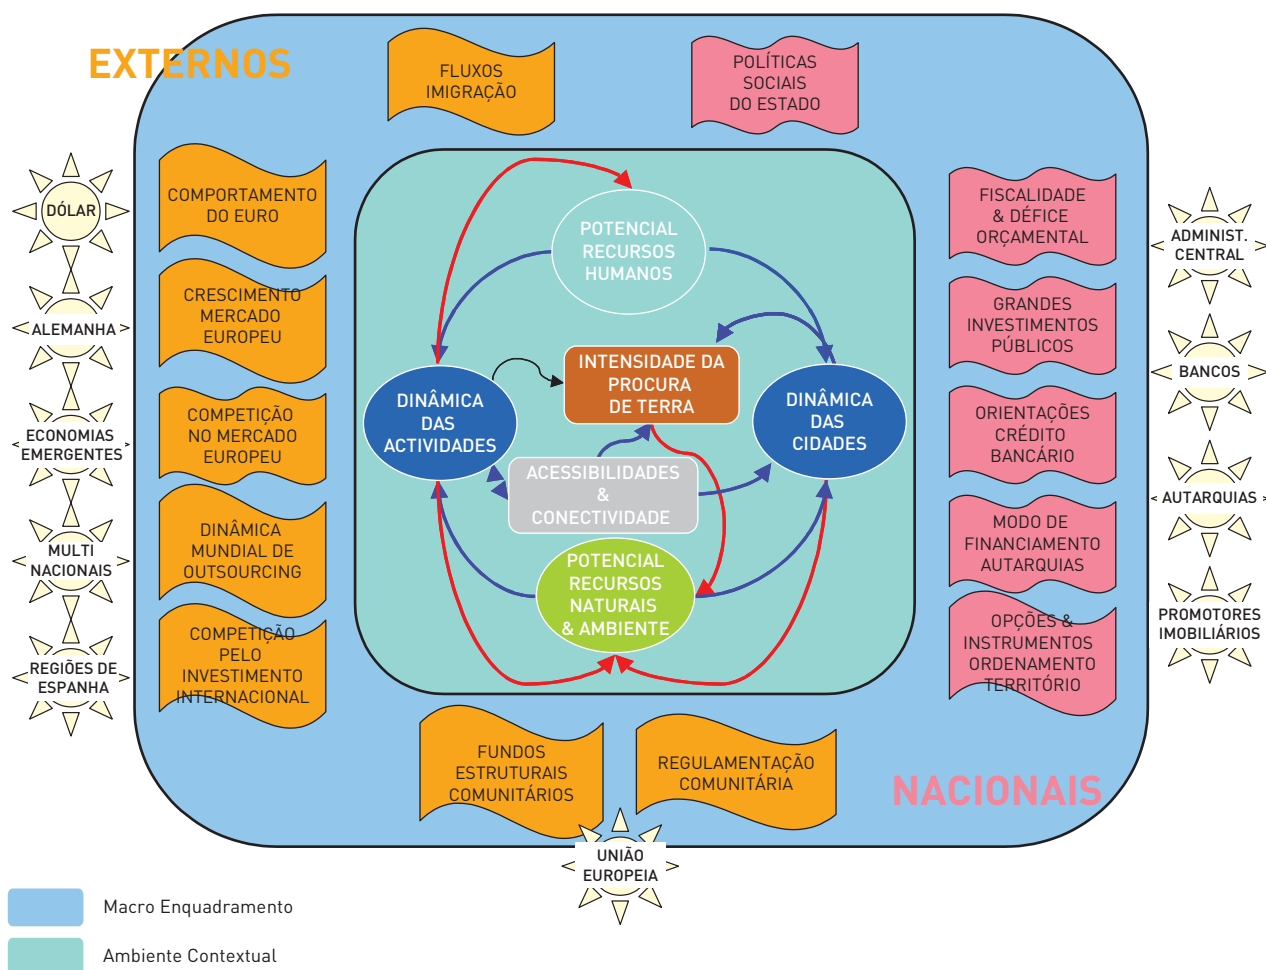 EXTERNOS
FLUXOS
IMIGRAÇÃO
POLÍTICAS
SOCIAIS
DO ESTADO
DÓLAR
ALEMANHA
ECONOMIAS
EMERGENTES
MULTI
NACIONAIS
REGIÕES DE
ESPANHA
COMPORTAMENTO
DO EURO
CRESCIMENTO
MERCADO
EUROPEU
COMPETIÇÃO
NO MERCADO
EUROPEU
DINÂMICA
MUNDIAL DE
OUTSOURCING
COMPETIÇÃO
PELO
INVESTIMENTO
INTERNACIONAL
POTENCIAL
RECURSOS
HUMANOS
INTENSIDADE DA
PROCURA
DE TERRA
DINÂMICA
DAS
ACTIVIDADES
DINÂMICA
DAS
CIDADES
ACESSIBILIDADES
&
CONECTIVIDADE
POTENCIAL
RECURSOS
NATURAIS
& AMBIENTE
FISCALIDADE
& DÉFICE
ORÇAMENTAL
GRANDES
INVESTIMENTOS
PÚBLICOS
ORIENTAÇÕES
CRÉDITO
BANCÁRIO
MODO DE
FINANCIAMENTO
AUTARQUIAS
OPÇÕES &
INSTRUMENTOS
ORDENAMENTO
TERRITÓRIO
ADMINIST.
CENTRAL
BANCOS
AUTARQUIAS
PROMOTORES
IMOBILIÁRIOS
FUNDOS
ESTRUTURAIS
COMUNITÁRIOS
REGULAMENTAÇÃO
COMUNITÁRIA
NACIONAIS
UNIÃO
EUROPEIA
Macro Enquadramento
Ambiente Contextual